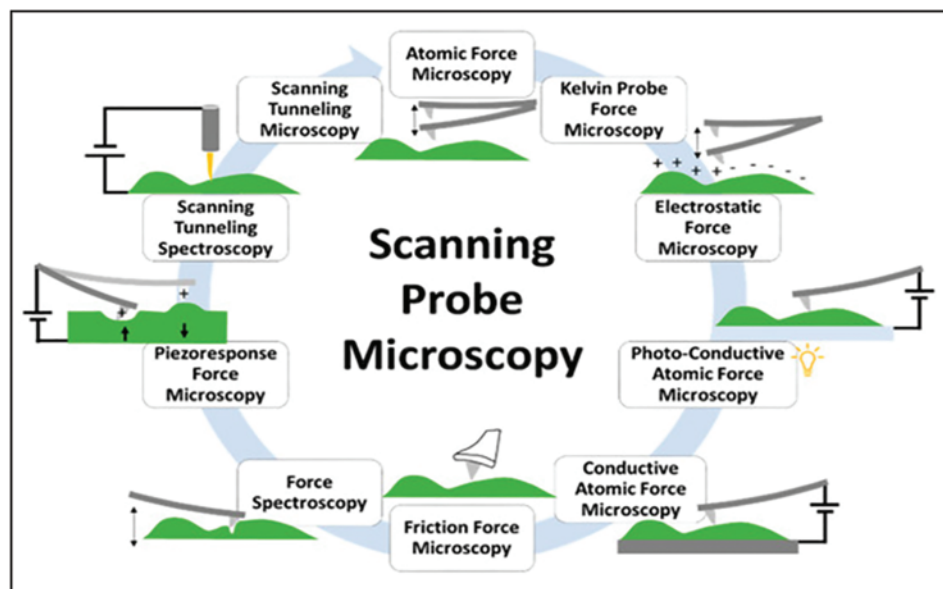 Scanning
Probe
Microscopy
Atomic Force
Microscopy
Kelvin Probe
Force
Microscopy
+ + + + - - - - -
Electrostatic
Force
Microscopy
Photo-Conductive
Atomic Force
Microscopy
Conductive
Atomic Force
Microscopy
Friction Force
Microscopy
Force
Spectroscopy
Piezoresponse
Force
Microscopy
+ +
Scanning
Tunneling
Spectroscopy
Scanning
Tunneling
Microscopy